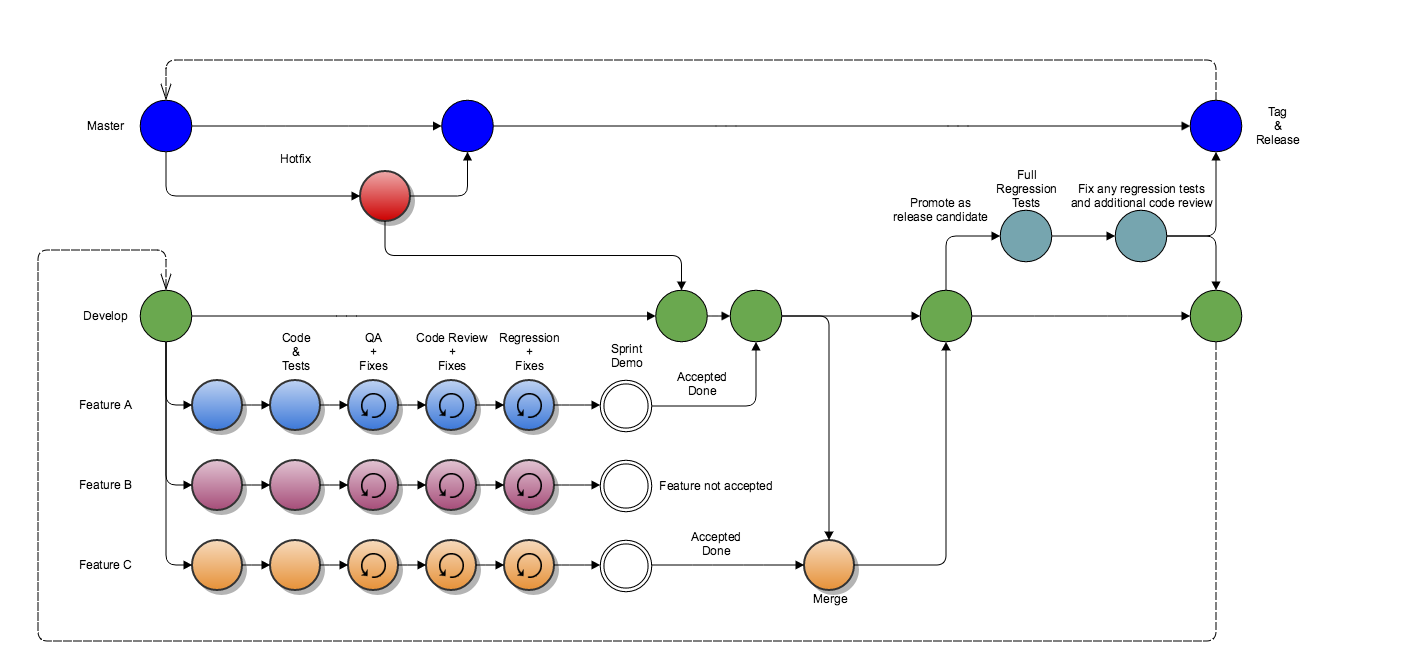 Master
Tag
&
Release
Hotfix
Full
Regression
Tests
Fix any regression tests
and additional code review
Promote as
release candidate
Develop
Code
&
Tests
QA
+
Fixes
Code Review
+
Fixes
Regression
+
Fixes
Sprint
Demo
Accepted
Done
Feature A
Feature B
Feature not accepted
Feature C
Accepted
Done
Merge